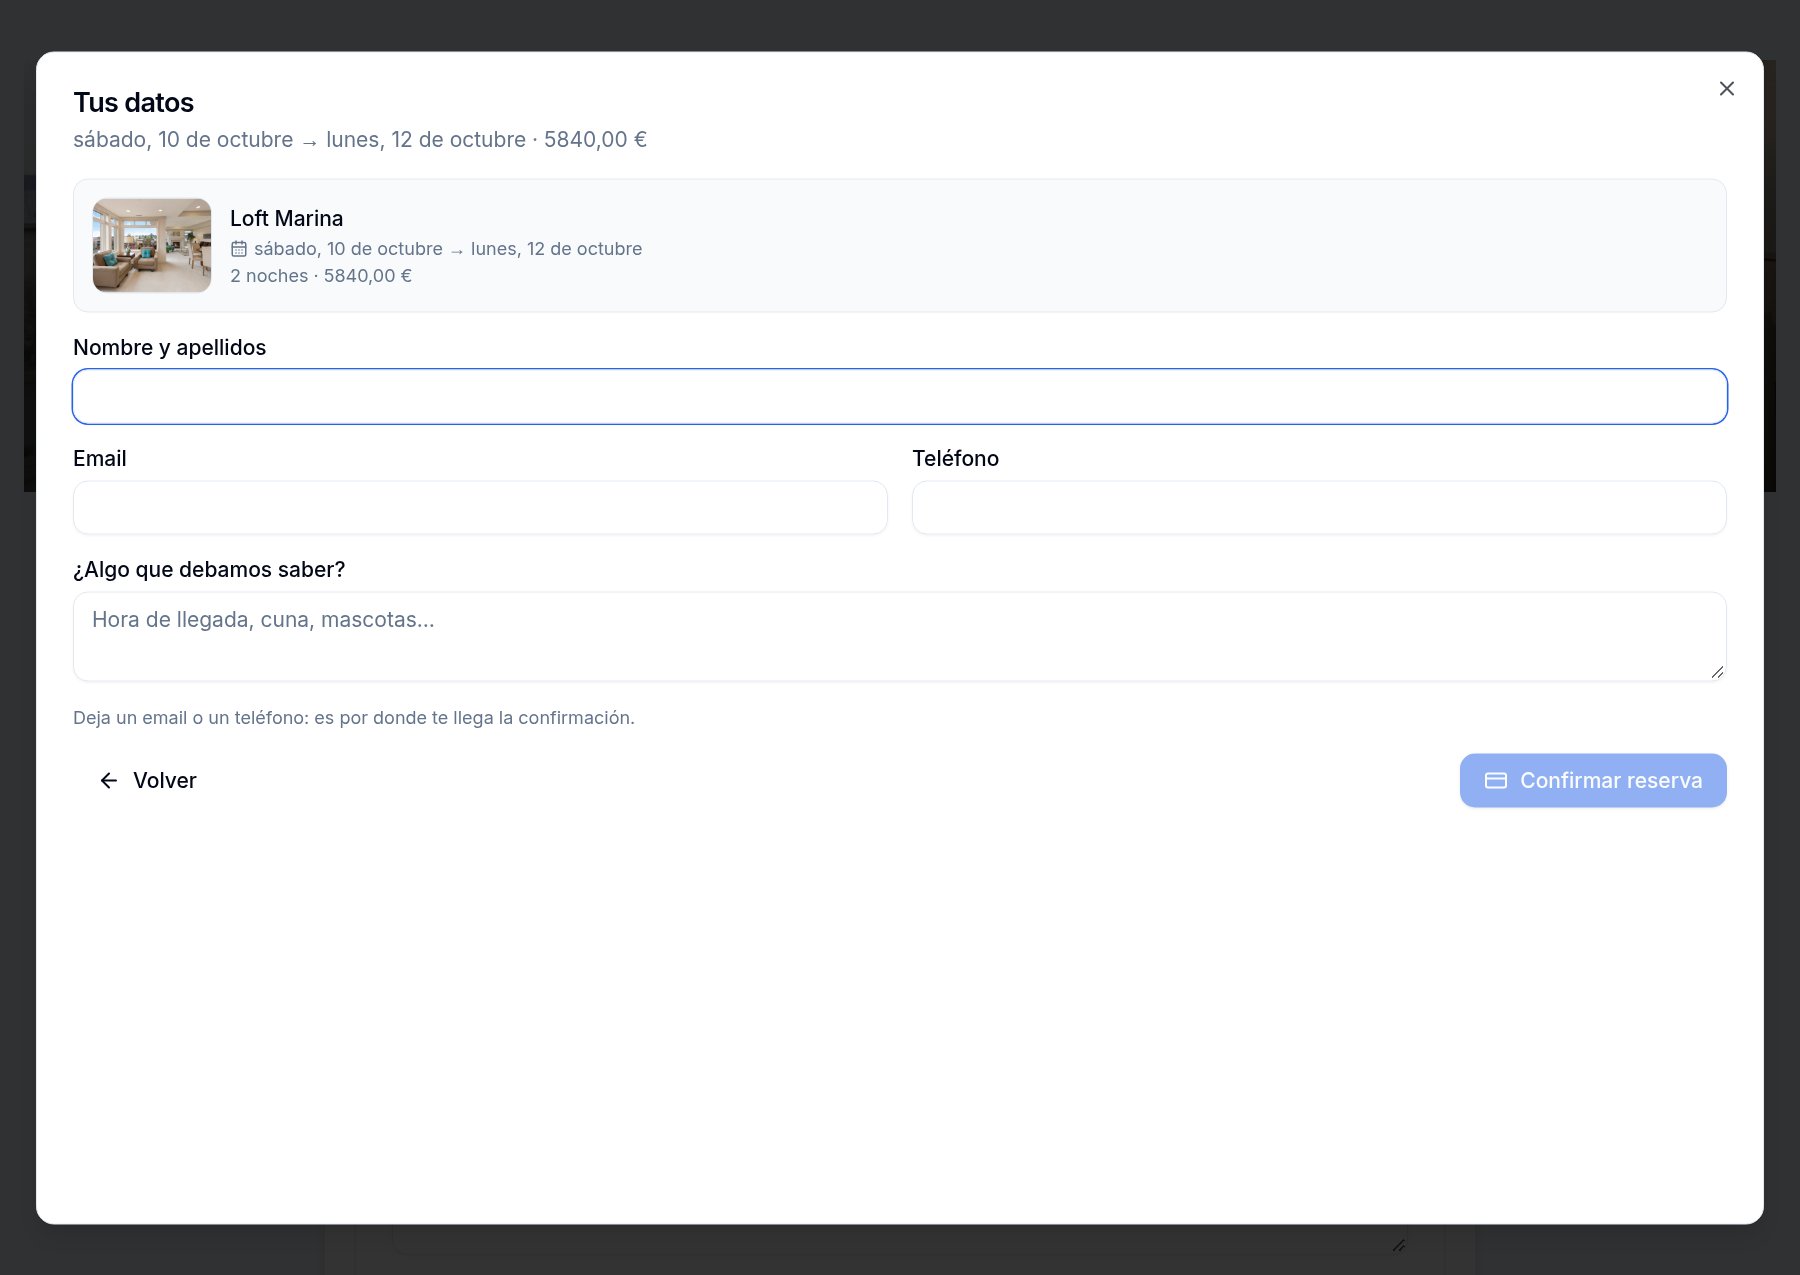 Tus datos
sábado, 10 de octubre → lunes, 12 de octubre · 5840,00 €
Loft Marina
sábado, 10 de octubre → lunes, 12 de octubre
2 noches · 5840,00 €
Nombre y apellidos
Email
Teléfono
¿Algo que debamos saber?
Hora de llegada, cuna, mascotas...
Deja un email o un teléfono: es por donde te llega la confirmación.
Volver
Confirmar reserva